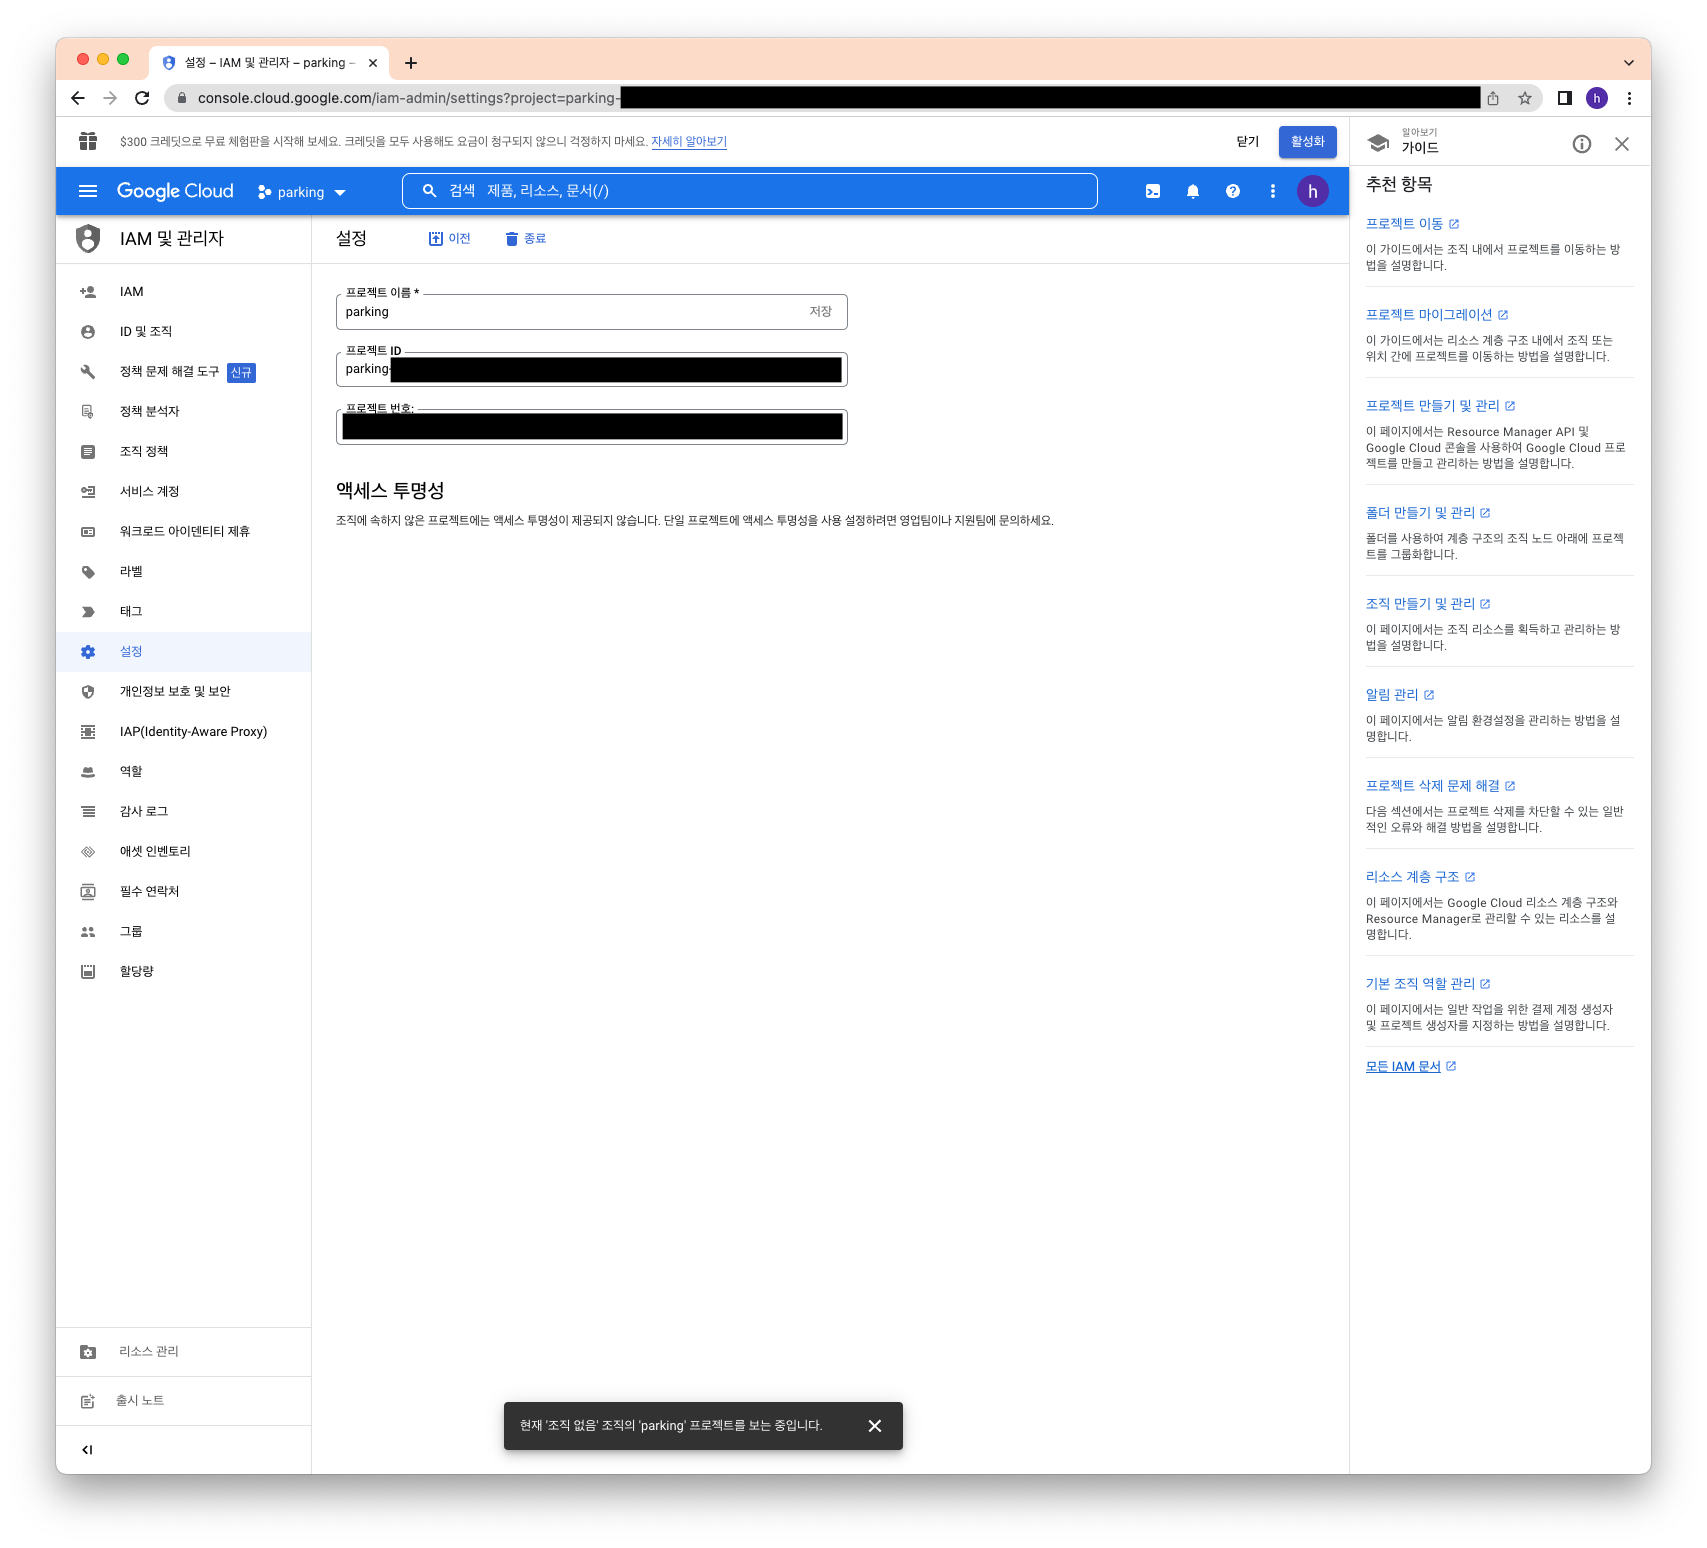 설정 – IAM 및 관리자 – parking –
console.cloud.google.com/iam-admin/settings?project=parking-
h
$300 크레딧으로 무료 체험판을 시작해 보세요. 크레딧을 모두 사용해도 요금이 청구되지 않으니 걱정하지 마세요. 자세히 알아보기
닫기
활성화
Google Cloud
parking
검색 제품, 리소스, 문서(/)
h
IAM 및 관리자
IAM
ID 및 조직
정책 문제 해결 도구 신규
정책 분석자
조직 정책
서비스 계정
워크로드 아이덴티티 제휴
라벨
태그
설정
개인정보 보호 및 보안
IAP(Identity-Aware Proxy)
역할
감사 로그
애셋 인벤토리
필수 연락처
그룹
할당량
리소스 관리
출시 노트
설정
이전
종료
프로젝트 이름 *
parking
저장
프로젝트 ID
parking-
프로젝트 번호:
액세스 투명성
조직에 속하지 않은 프로젝트에는 액세스 투명성이 제공되지 않습니다. 단일 프로젝트에 액세스 투명성을 사용 설정하려면 영업팀이나 지원팀에 문의하세요.
현재 '조직 없음' 조직의 'parking' 프로젝트를 보는 중입니다.
알아보기
가이드
추천 항목
프로젝트 이동
이 가이드에서는 조직 내에서 프로젝트를 이동하는 방
법을 설명합니다.
프로젝트 마이그레이션
이 가이드에서는 리소스 계층 구조 내에서 조직 또는
위치 간에 프로젝트를 이동하는 방법을 설명합니다.
프로젝트 만들기 및 관리
이 페이지에서는 Resource Manager API 및
Google Cloud 콘솔을 사용하여 Google Cloud 프로
젝트를 만들고 관리하는 방법을 설명합니다.
폴더 만들기 및 관리
폴더를 사용하여 계층 구조의 조직 노드 아래에 프로젝
트를 그룹화합니다.
조직 만들기 및 관리
이 페이지에서는 조직 리소스를 획득하고 관리하는 방
법을 설명합니다.
알림 관리
이 페이지에서는 알림 환경설정을 관리하는 방법을 설
명합니다.
프로젝트 삭제 문제 해결
다음 섹션에서는 프로젝트 삭제를 차단할 수 있는 일반
적인 오류와 해결 방법을 설명합니다.
리소스 계층 구조
이 페이지에서는 Google Cloud 리소스 계층 구조와
Resource Manager로 관리할 수 있는 리소스를 설
명합니다.
기본 조직 역할 관리
이 페이지에서는 일반 작업을 위한 결제 계정 생성자
및 프로젝트 생성자를 지정하는 방법을 설명합니다.
모든 IAM 문서